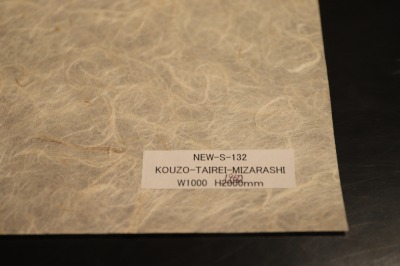 NEW-S-132
KOUZO-TAIREI-MIZARASHI
W1000 H2000mm